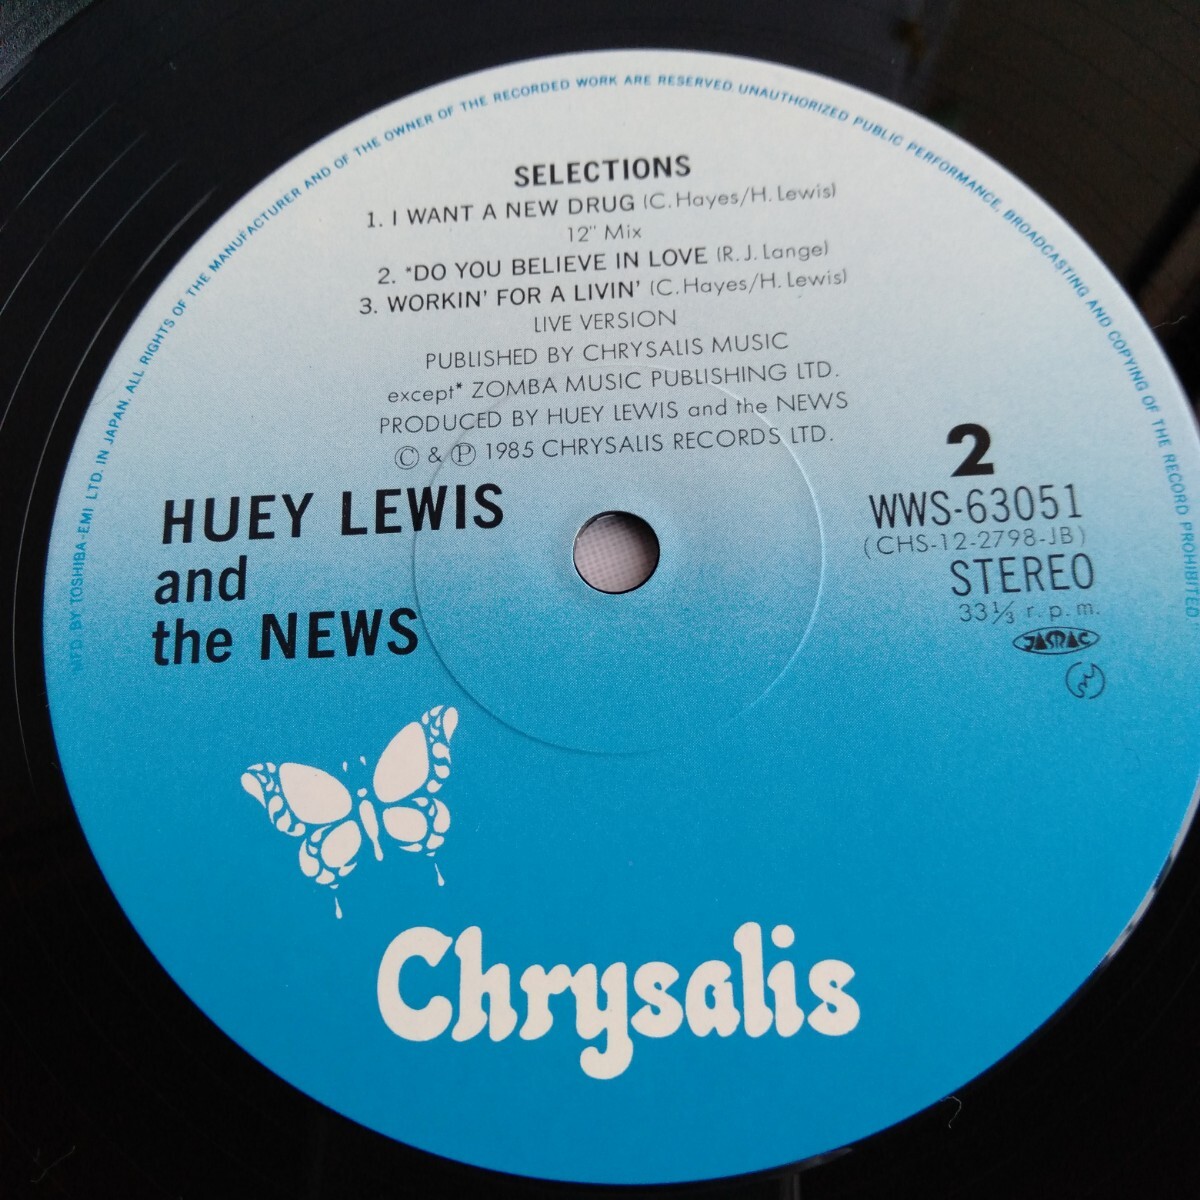 MF'D BY TOSHIBA-EMI LTD. IN JAPAN. ALL RIGHTS OF THE MANUFACTURER AND OF THE OWNER OF THE RECORDED WORK ARE RESERVED UNAUTHORIZED PUBLIC PERFORMANCE, BROADCASTING AND COPYING OF THE RECORD PROHIBITED
SELECTIONS
1. I WANT A NEW DRUG (C. Hayes/H. Lewis)
12" Mix
2. *DO YOU BELIEVE IN LOVE (R. J. Lange)
3. WORKIN' FOR A LIVIN' (C. Hayes/H. Lewis)
LIVE VERSION
PUBLISHED BY CHRYSALIS MUSIC
except* ZOMBA MUSIC PUBLISHING LTD.
PRODUCED BY HUEY LEWIS and the NEWS
© & ℗ 1985 CHRYSALIS RECORDS LTD.
HUEY LEWIS
and
the NEWS
2
WWS-63051
(CHS-12-2798-JB)
STEREO
33 1/3 r. p. m.
JASRAC
Chrysalis